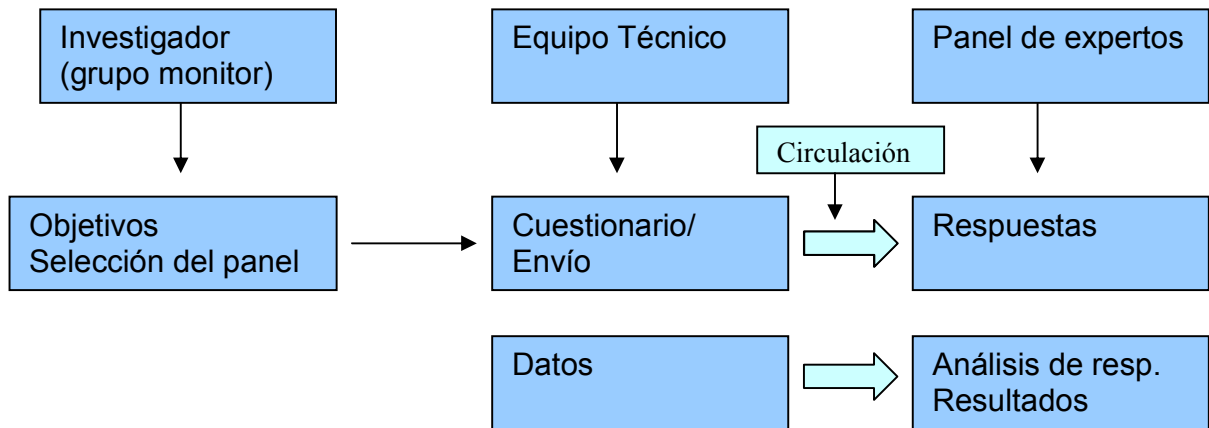 Investigador
(grupo monitor)
Equipo Técnico
Panel de expertos
Circulación
Objetivos
Selección del panel
Cuestionario/
Envío
Respuestas
Datos
Análisis de resp.
Resultados